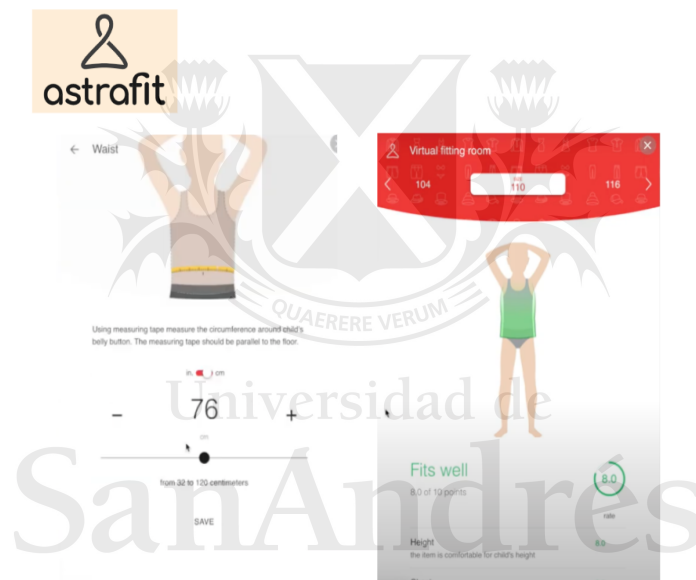 astrafit
Waist
Using measuring tape measure the circumference around child's
belly button. The measuring tape should be parallel to the floor.
in. cm
- 76 +
cm
from 32 to 120 centimeters
SAVE
Virtual fitting room
104
110
116
Fits well
8.0 of 10 points
8.0
rate
Height
8.0
the item is comfortable for child's height
QUAERERE VERUM
Universidad de
SanAndrés